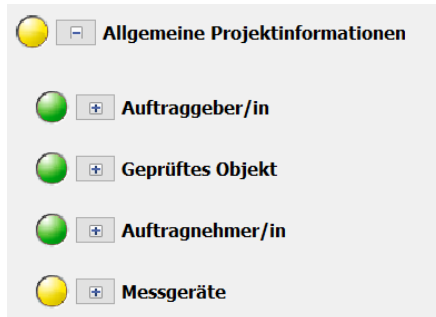 Allgemeine Projektinformationen
Auftraggeber/in
Geprüftes Objekt
Auftragnehmer/in
Messgeräte